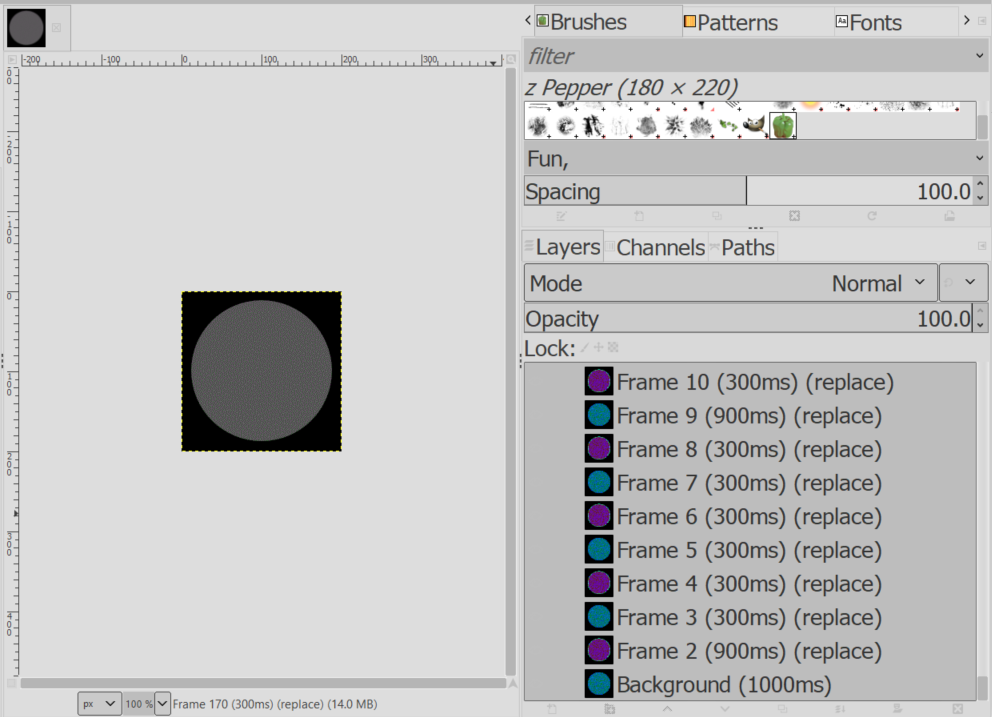 Brushes Patterns Fonts
Aa
filter
z Pepper (180 × 220)
Fun,
Spacing 100.0
Layers Channels Paths
Mode Normal
Opacity 100.0
Lock:
Frame 10 (300ms) (replace)
Frame 9 (900ms) (replace)
Frame 8 (300ms) (replace)
Frame 7 (300ms) (replace)
Frame 6 (300ms) (replace)
Frame 5 (300ms) (replace)
Frame 4 (300ms) (replace)
Frame 3 (300ms) (replace)
Frame 2 (900ms) (replace)
Background (1000ms)
-200 -100 0 100 200 300
px 100 % Frame 170 (300ms) (replace) (14.0 MB)